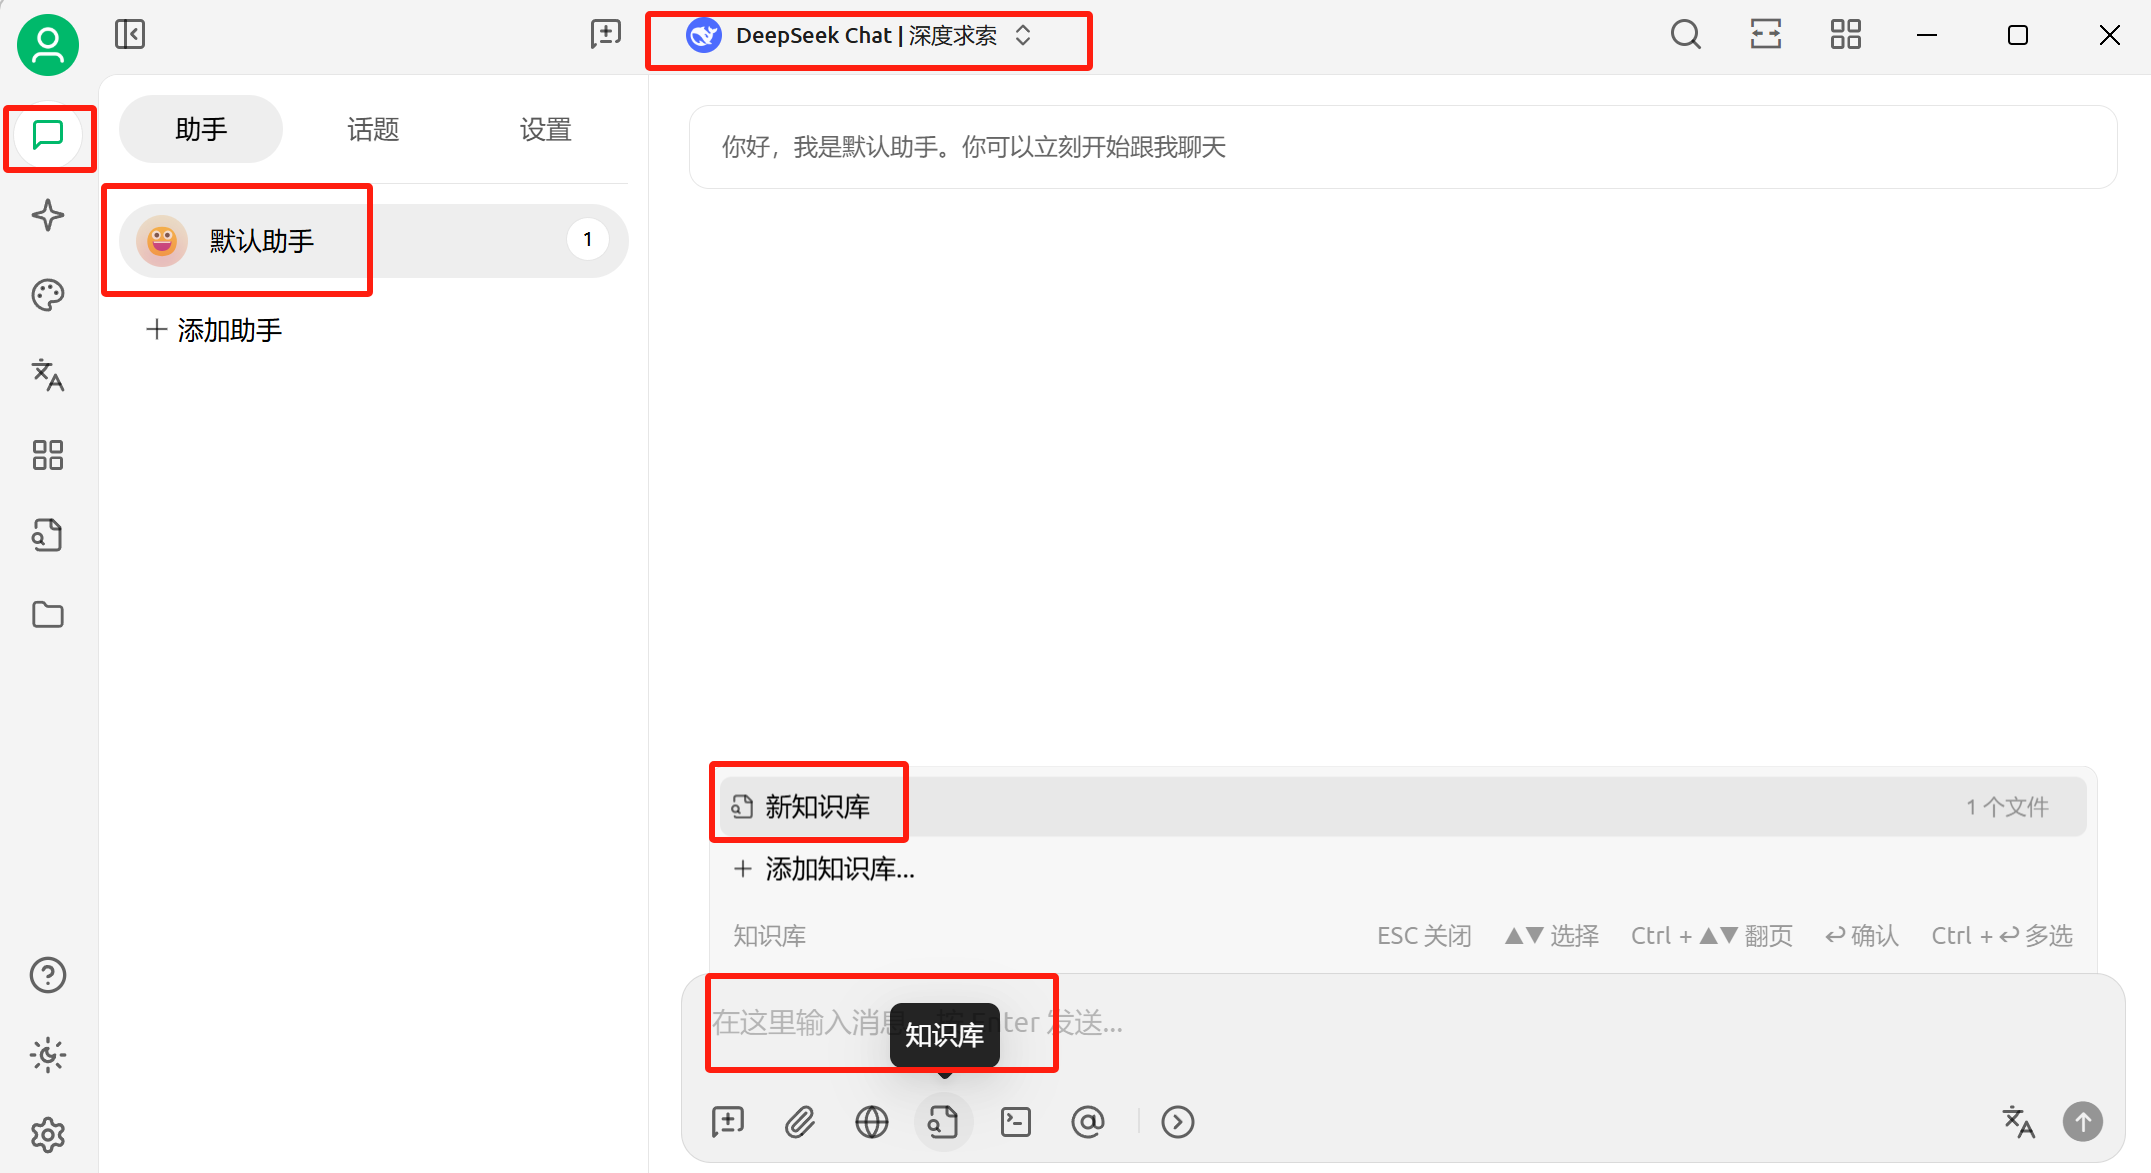 DeepSeek Chat | 深度求索
助手
话题
设置
默认助手
1
添加助手
你好，我是默认助手。你可以立刻开始跟我聊天
新知识库
1 个文件
+ 添加知识库...
知识库
ESC 关闭
▲▼ 选择
Ctrl + ▲▼ 翻页
↩ 确认
Ctrl + ↩ 多选
在这里输入消息 Enter 发送...
知识库